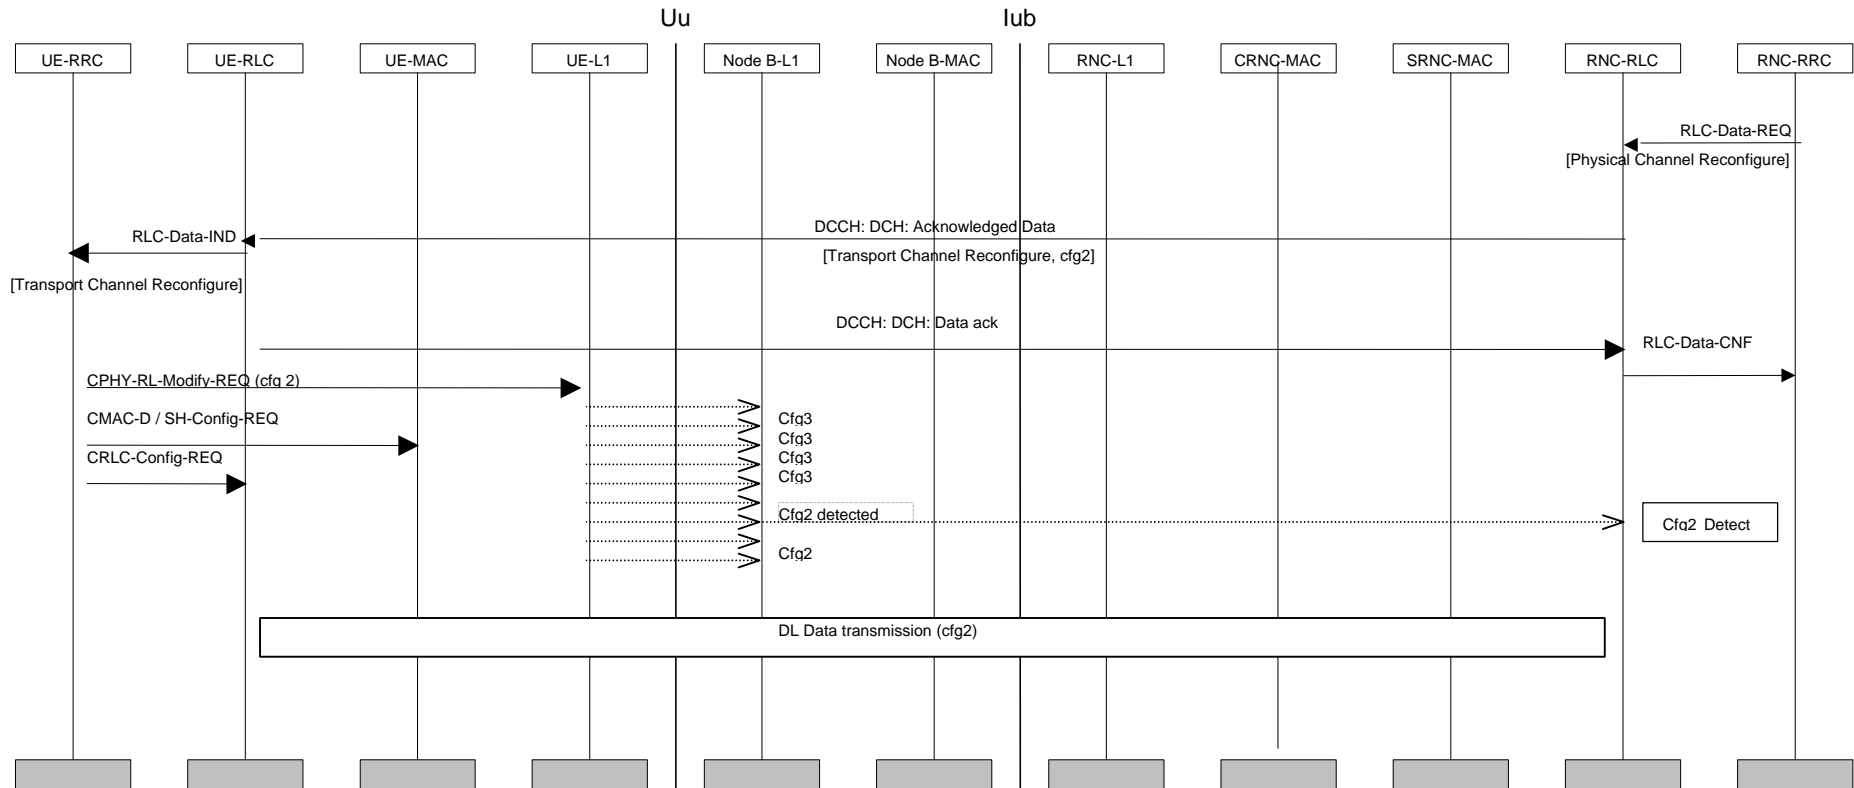 Uu
Iub
UE-RRC
UE-RLC
UE-MAC
UE-L1
Node B-L1
Node B-MAC
RNC-L1
CRNC-MAC
SRNC-MAC
RNC-RLC
RNC-RRC
RLC-Data-REQ
[Physical Channel Reconfigure]
DCCH: DCH: Acknowledged Data
RLC-Data-IND
[Transport Channel Reconfigure, cfg2]
[Transport Channel Reconfigure]
DCCH: DCH: Data ack
RLC-Data-CNF
CPHY-RL-Modify-REQ (cfg 2)
CMAC-D / SH-Config-REQ
Cfg3
Cfg3
CRLC-Config-REQ
Cfg3
Cfg3
Cfg2 detected
Cfg2 Detect
Cfg2
DL Data transmission (cfg2)